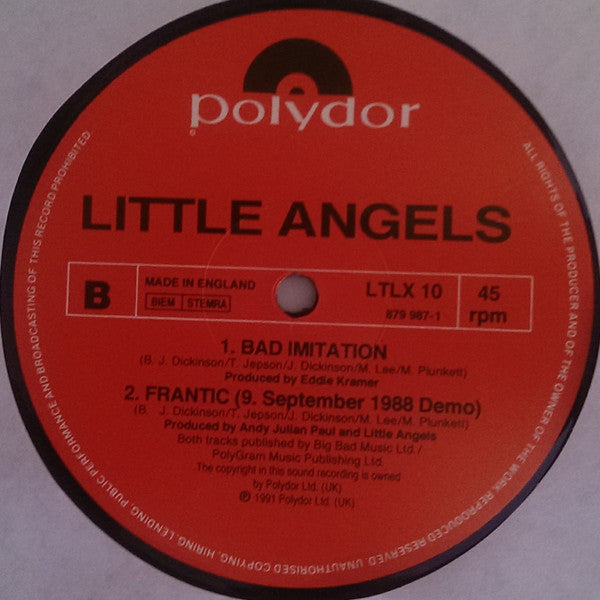 polydor
LITTLE ANGELS
B
MADE IN ENGLAND
BIEM STEMRA
LTLX 10
879 987-1
45
rpm
1. BAD IMITATION
(B. J. Dickinson/T. Jepson/J. Dickinson/M. Lee/M. Plunkett)
Produced by Eddie Kramer
2. FRANTIC (9. September 1988 Demo)
(B. J. Dickinson/T. Jepson/J. Dickinson/M. Lee/M. Plunkett)
Produced by Andy Julian Paul and Little Angels
Both tracks published by Big Bad Music Ltd./
PolyGram Music Publishing Ltd.
The copyright in this sound recording is owned
by Polydor Ltd. (UK)
℗ 1991 Polydor Ltd. (UK)
ALL RIGHTS OF THE PRODUCER AND OF THE OWNER OF THE WORK REPRODUCED RESERVED. UNAUTHORISED COPYING, HIRING, LENDING, PUBLIC PERFORMANCE AND BROADCASTING OF THIS RECORD PROHIBITED